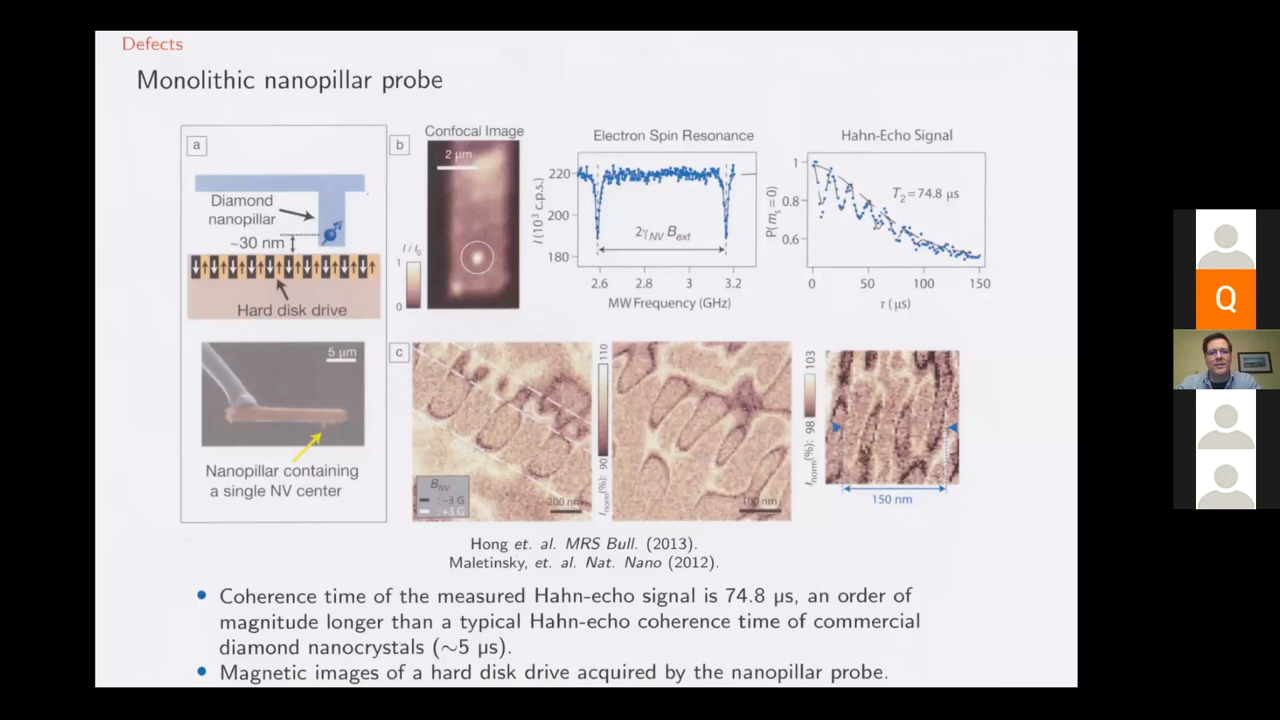 Defects
Monolithic nanopillar probe
a
Diamond
nanopillar
~30 nm
Hard disk drive
5 μm
Nanopillar containing
a single NV center
b
Confocal Image
2 μm
I / I₀
1
0
Electron Spin Resonance
I (10³ c.p.s.)
220
200
180
2γNV Bext
2.6 2.8 3 3.2
MW Frequency (GHz)
Hahn-Echo Signal
P(mₛ=0)
1
0.8
0.6
T₂ = 74.8 μs
0 50 100 150
τ (μs)
c
BNV
: −3 G
: +3 G
200 nm
Inorm(%): 90 110
100 nm
Inorm(%): 98 103
150 nm
Hong et. al. MRS Bull. (2013).
Maletinsky, et. al. Nat. Nano (2012).
• Coherence time of the measured Hahn-echo signal is 74.8 μs, an order of
magnitude longer than a typical Hahn-echo coherence time of commercial
diamond nanocrystals (∼5 μs).
• Magnetic images of a hard disk drive acquired by the nanopillar probe.
Q